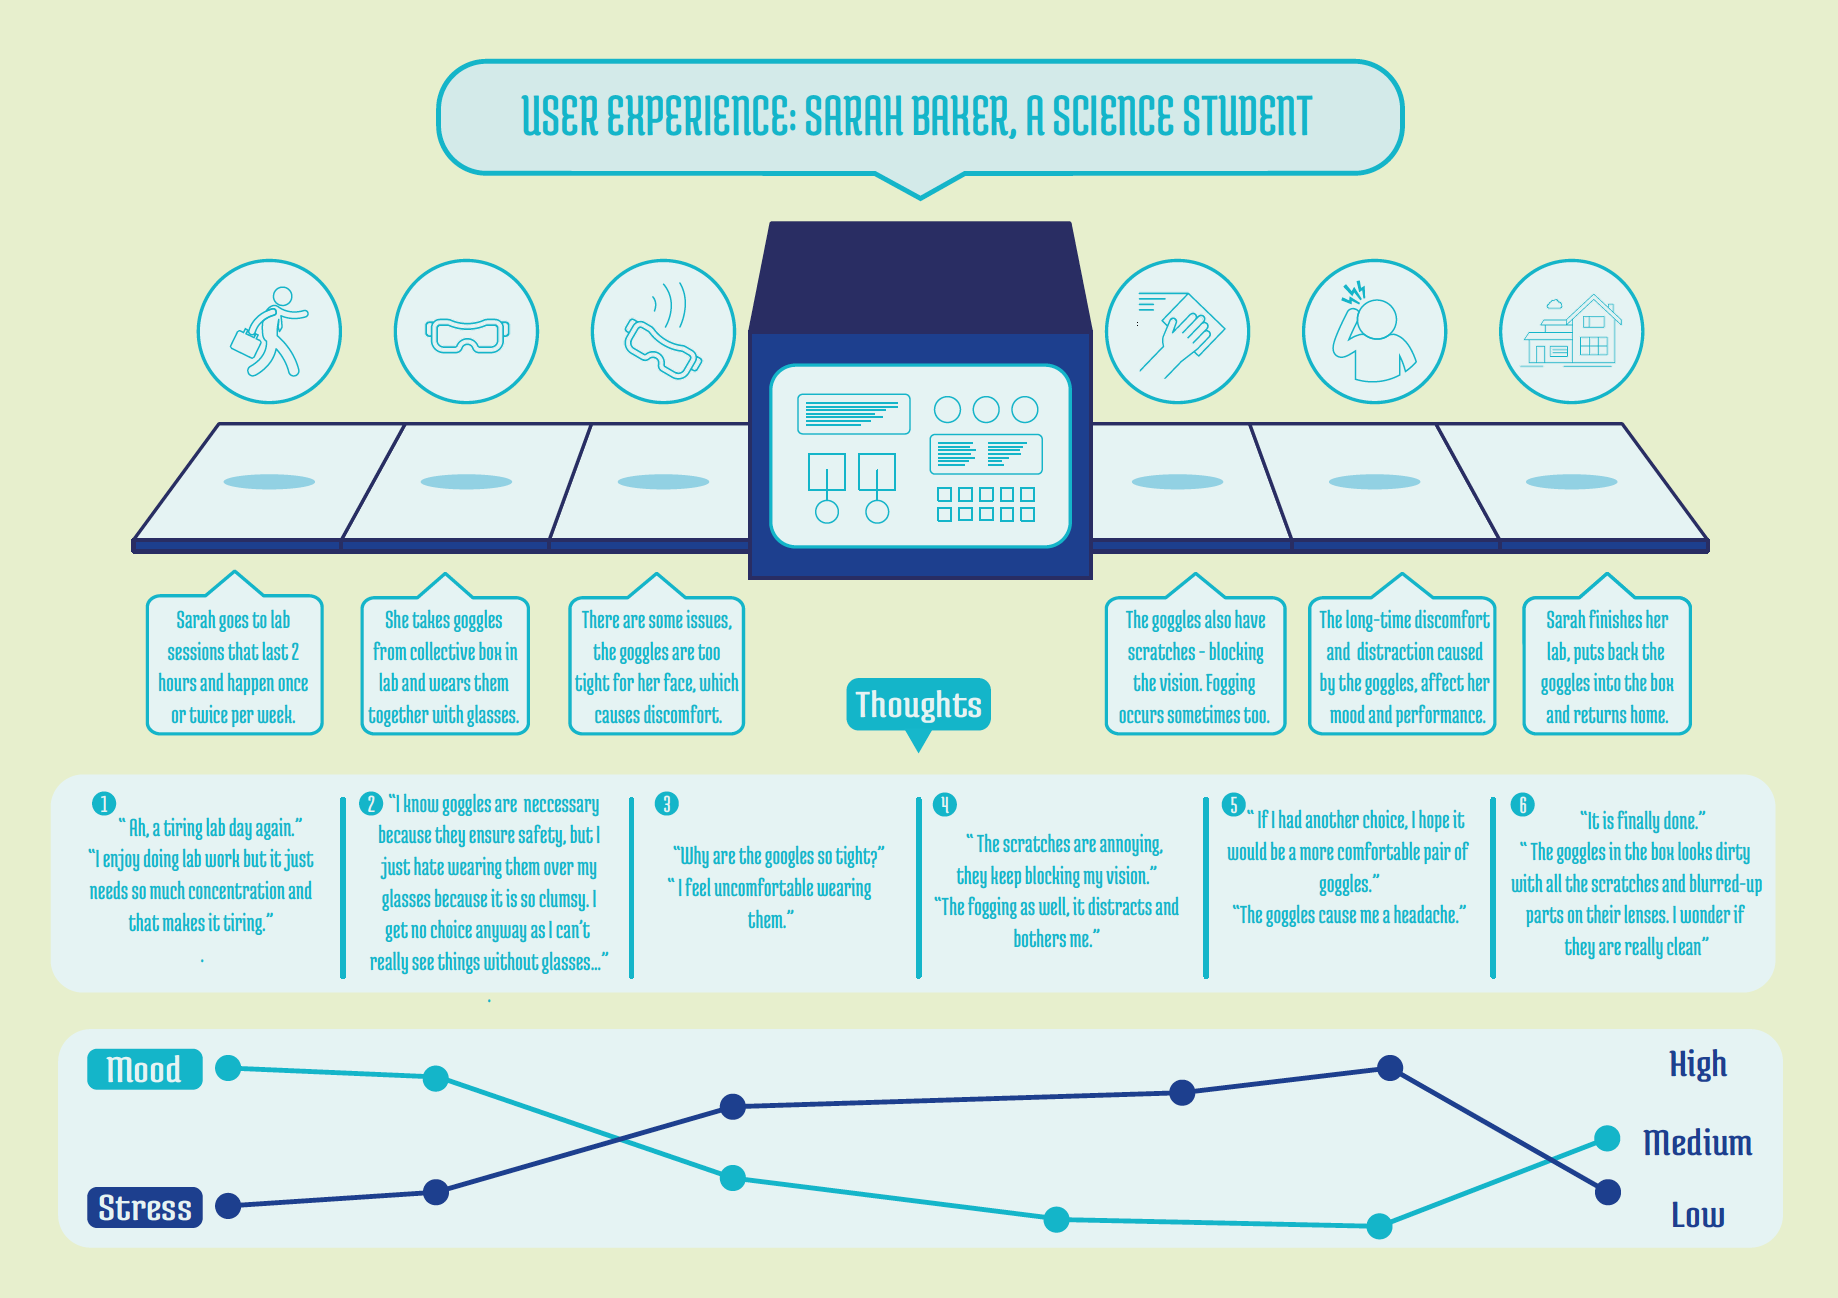 USER EXPERIENCE: SARAH BAKER, A SCIENCE STUDENT
Sarah goes to lab
sessions that last 2
hours and happen once
or twice per week.
She takes goggles
from collective box in
lab and wears them
together with glasses.
There are some issues,
the goggles are too
tight for her face, which
causes discomfort.
The goggles also have
scratches - blocking
the vision. Fogging
occurs sometimes too.
The long-time discomfort
and distraction caused
by the goggles, affect her
mood and performance.
Sarah finishes her
lab, puts back the
goggles into the box
and returns home.
Thoughts
1
“ Ah, a tiring lab day again.”
“I enjoy doing lab work but it just
needs so much concentration and
that makes it tiring.”
.
2
“I know goggles are neccessary
because they ensure safety, but I
just hate wearing them over my
glasses because it is so clumsy. I
get no choice anyway as I can’t
really see things without glasses...”
.
3
“Why are the googles so tight?”
“ I feel uncomfortable wearing
them.”
4
“ The scratches are annoying,
they keep blocking my vision.”
“The fogging as well, it distracts and
bothers me.”
5
“ If I had another choice, I hope it
would be a more comfortable pair of
goggles.”
“The goggles cause me a headache.”
6
“It is finally done.”
“ The goggles in the box looks dirty
with all the scratches and blurred-up
parts on their lenses. I wonder if
they are really clean”
Mood
Stress
High
Medium
Low